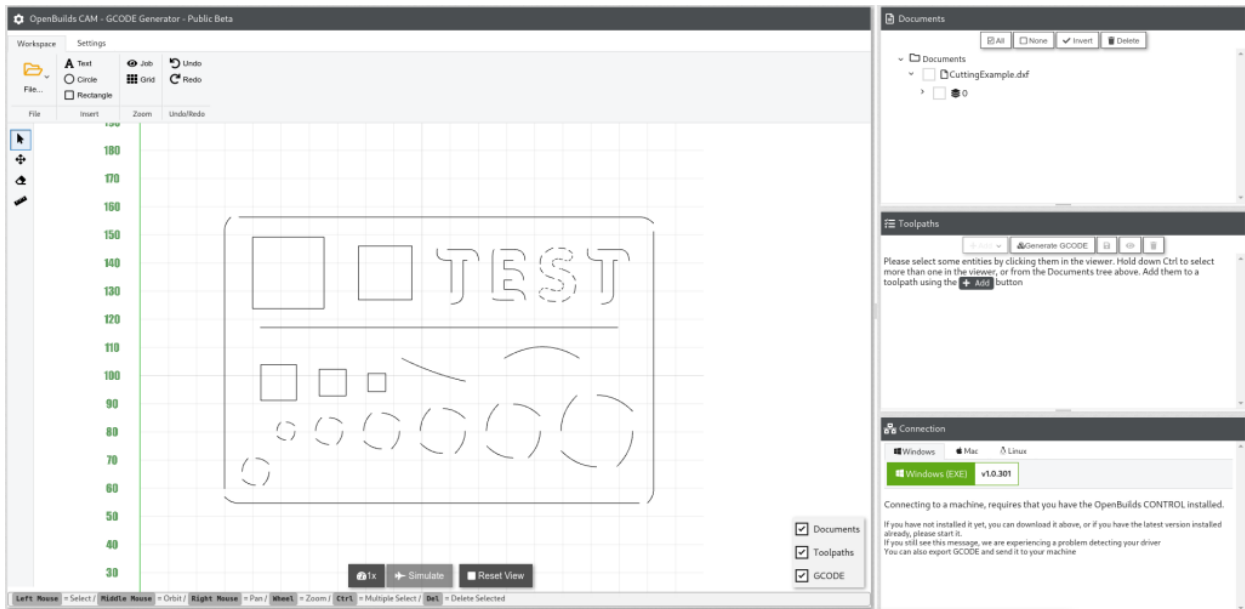 OpenBuilds CAM - GCODE Generator - Public Beta
Workspace Settings
File...
Text
Circle
Rectangle
Job
Grid
Undo
Redo
File Insert Zoom Undo/Redo
190
180
170
160
150
140
130
120
110
100
90
80
70
60
50
40
30
TEST
1x Simulate Reset View
Documents
Toolpaths
GCODE
Left Mouse = Select / Middle Mouse = Orbit / Right Mouse = Pan / Wheel = Zoom / Ctrl = Multiple Select / Del = Delete Selected
Documents
All None Invert Delete
Documents
CuttingExample.dxf
0
Toolpaths
Add Generate GCODE
Please select some entities by clicking them in the viewer. Hold down Ctrl to select
more than one in the viewer, or from the Documents tree above. Add them to a
toolpath using the + Add button
Connection
Windows Mac Linux
Windows (EXE) v1.0.301
Connecting to a machine, requires that you have the OpenBuilds CONTROL installed.
If you have not installed it yet, you can download it above, or if you have the latest version installed
already, please start it.
If you still see this message, we are experiencing a problem detecting your driver
You can also export GCODE and send it to your machine